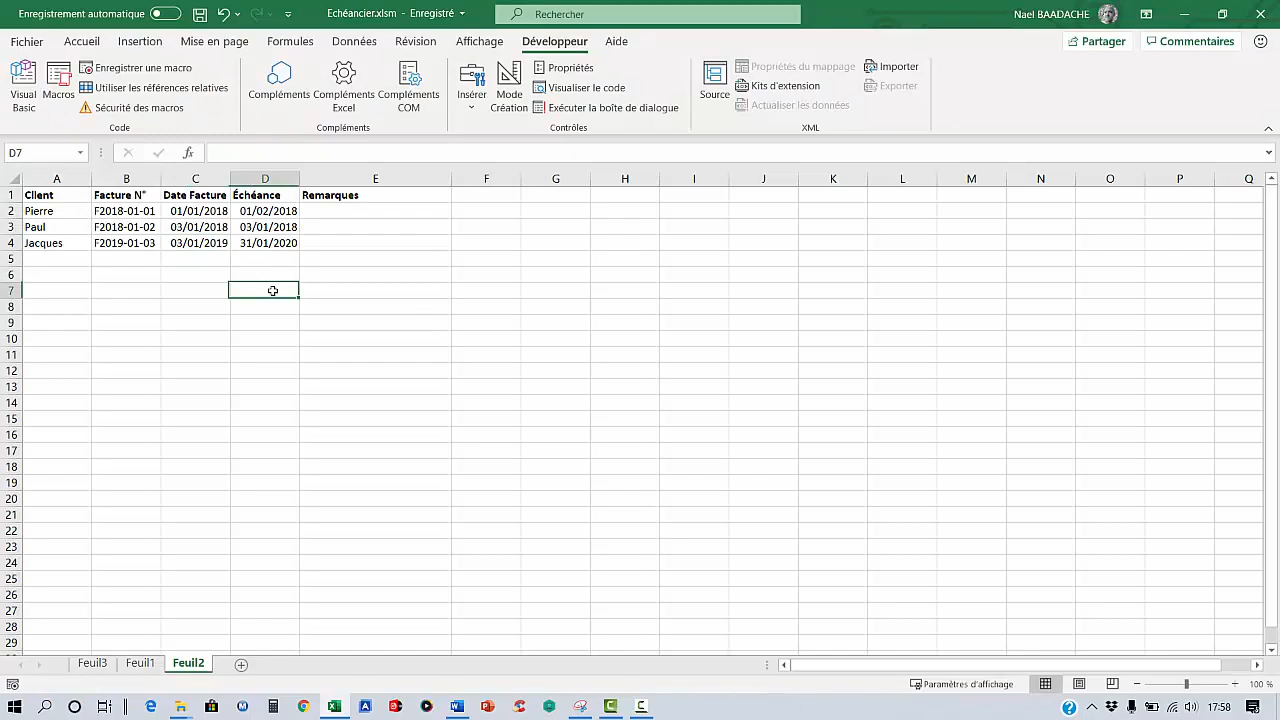 Enregistrement automatique Echéancier.xlsm - Enregistré Rechercher Nael BAADACHE
Fichier Accueil Insertion Mise en page Formules Données Révision Affichage Développeur Aide Partager Commentaires
Visual Basic
Macros
Enregistrer une macro
Utiliser les références relatives
Sécurité des macros
Code
Compléments
Compléments Excel
Compléments COM
Compléments
Insérer
Mode Création
Propriétés
Visualiser le code
Exécuter la boîte de dialogue
Contrôles
Source
Propriétés du mappage
Kits d'extension
Actualiser les données
Importer
Exporter
XML
D7 fx
A B C D E F G H I J K L M N O P Q
1 Client Facture N° Date Facture Échéance Remarques
2 Pierre F2018-01-01 01/01/2018 01/02/2018
3 Paul F2018-01-02 03/01/2018 03/01/2018
4 Jacques F2019-01-03 03/01/2019 31/01/2020
5
6
7
8
9
10
11
12
13
14
15
16
17
18
19
20
21
22
23
24
25
26
27
28
29
Feuil3 Feuil1 Feuil2
Paramètres d'affichage 100 %
17:58